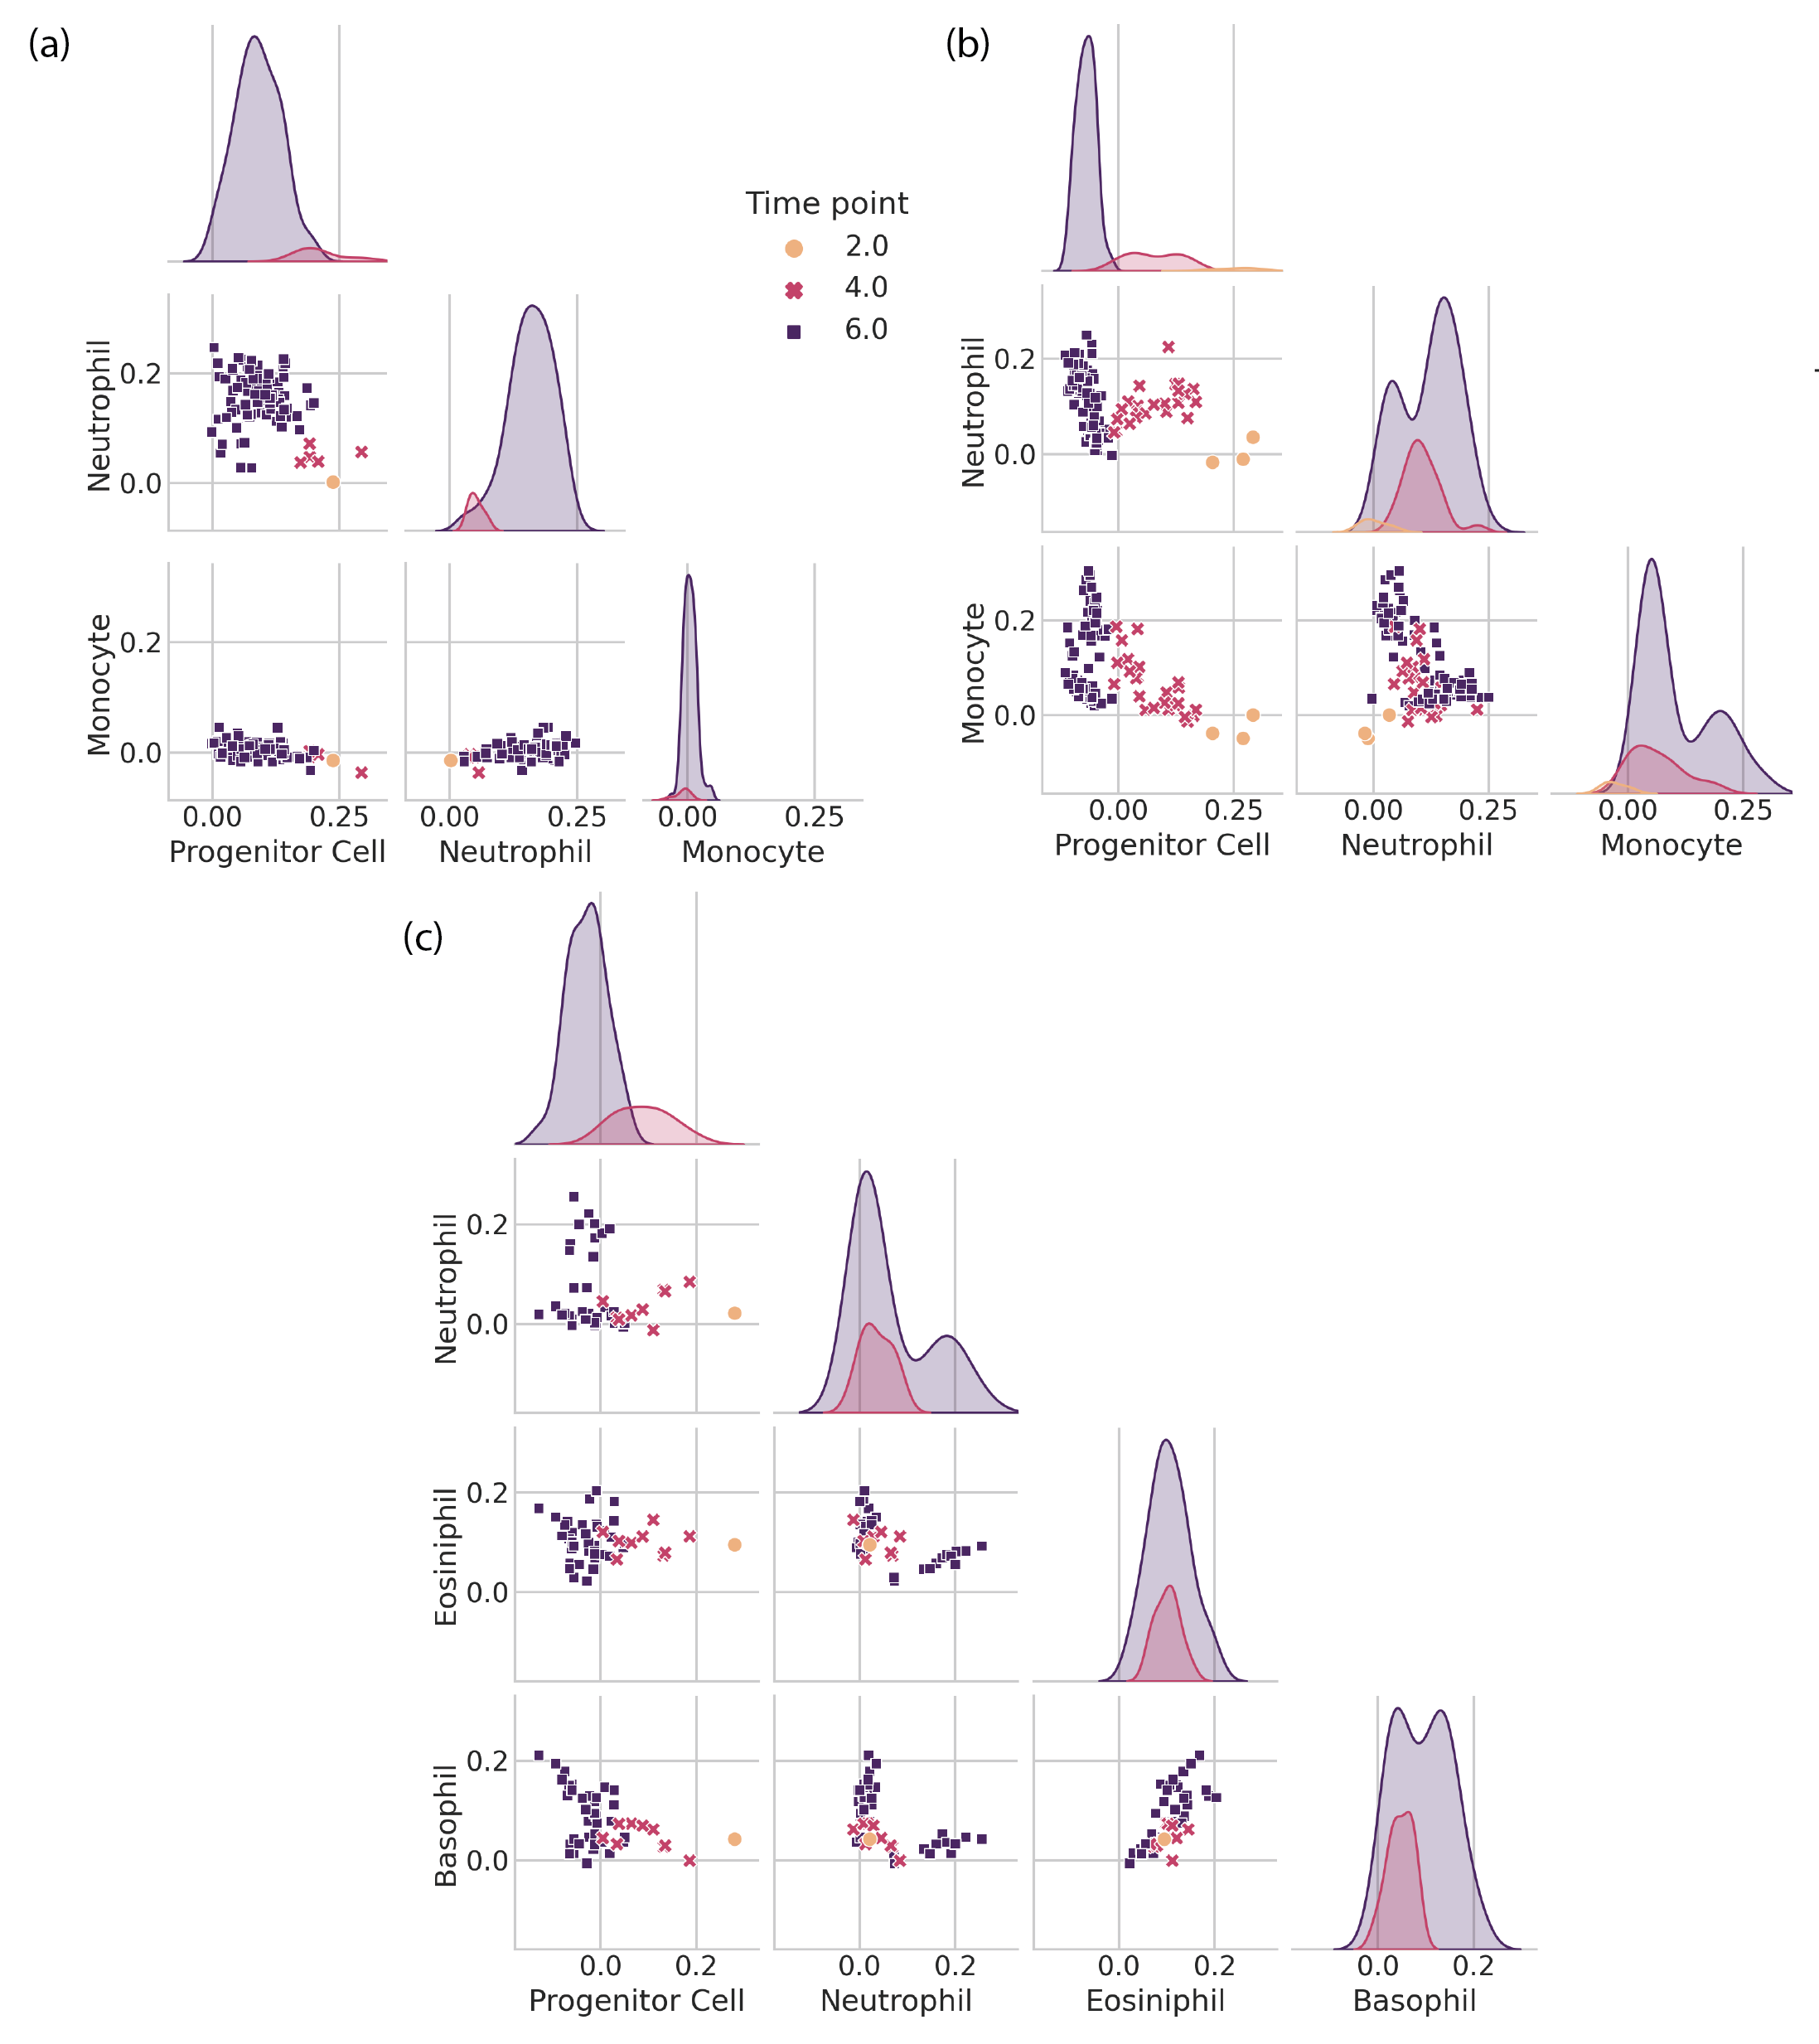 (a)
(b)
Time point
2.0
4.0
6.0
Neutrophil
0.2
0.0
Monocyte
0.2
0.0
0.00 0.25 0.00 0.25 0.00 0.25
Progenitor Cell Neutrophil Monocyte
Neutrophil
0.2
0.0
Monocyte
0.2
0.0
0.00 0.25 0.00 0.25 0.00 0.25
Progenitor Cell Neutrophil Monocyte
(c)
Neutrophil
0.2
0.0
Eosiniphil
0.2
0.0
Basophil
0.2
0.0
0.0 0.2 0.0 0.2 0.0 0.2 0.0 0.2
Progenitor Cell Neutrophil Eosiniphil Basophil